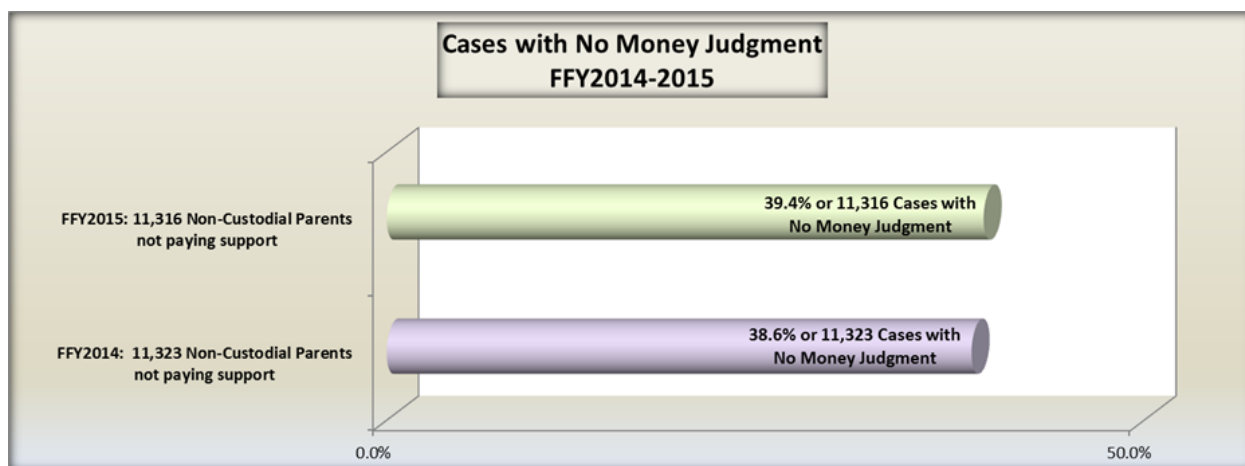 Cases with No Money Judgment
FFY2014-2015
FFY2015: 11,316 Non-Custodial Parents
not paying support
39.4% or 11,316 Cases with
No Money Judgment
FFY2014:  11,323 Non-Custodial Parents
not paying support
38.6% or 11,323 Cases with
No Money Judgment
0.0%
50.0%